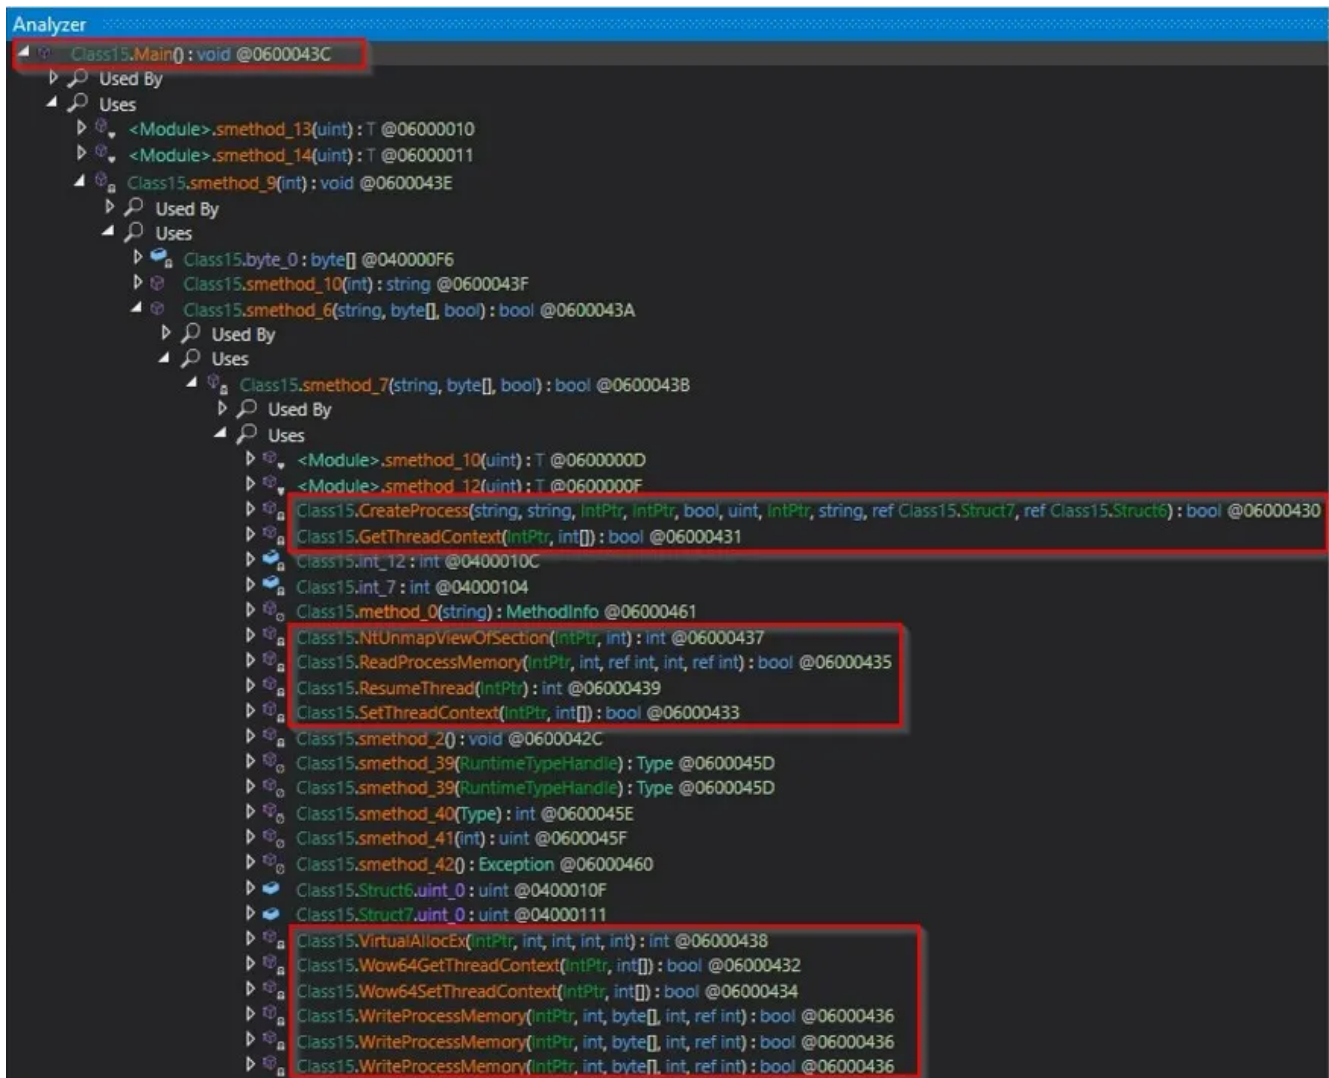 Analyzer
Class15.Main() : void @0600043C
Used By
Uses
<Module>.smethod_13(uint) : T @06000010
<Module>.smethod_14(uint) : T @06000011
Class15.smethod_9(int) : void @0600043E
Used By
Uses
Class15.byte_0 : byte[] @040000F6
Class15.smethod_10(int) : string @0600043F
Class15.smethod_6(string, byte[], bool) : bool @0600043A
Used By
Uses
Class15.smethod_7(string, byte[], bool) : bool @0600043B
Used By
Uses
<Module>.smethod_10(uint) : T @0600000D
<Module>.smethod_12(uint) : T @0600000F
Class15.CreateProcess(string, string, IntPtr, IntPtr, bool, uint, IntPtr, string, ref Class15.Struct7, ref Class15.Struct6) : bool @06000430
Class15.GetThreadContext(IntPtr, int[]) : bool @06000431
Class15.int_12 : int @0400010C
Class15.int_7 : int @04000104
Class15.method_0(string) : MethodInfo @06000461
Class15.NtUnmapViewOfSection(IntPtr, int) : int @06000437
Class15.ReadProcessMemory(IntPtr, int, ref int, int, ref int) : bool @06000435
Class15.ResumeThread(IntPtr) : int @06000439
Class15.SetThreadContext(IntPtr, int[]) : bool @06000433
Class15.smethod_2() : void @0600042C
Class15.smethod_39(RuntimeTypeHandle) : Type @0600045D
Class15.smethod_39(RuntimeTypeHandle) : Type @0600045D
Class15.smethod_40(Type) : int @0600045E
Class15.smethod_41(int) : uint @0600045F
Class15.smethod_42() : Exception @06000460
Class15.Struct6.uint_0 : uint @0400010F
Class15.Struct7.uint_0 : uint @04000111
Class15.VirtualAllocEx(IntPtr, int, int, int, int) : int @06000438
Class15.Wow64GetThreadContext(IntPtr, int[]) : bool @06000432
Class15.Wow64SetThreadContext(IntPtr, int[]) : bool @06000434
Class15.WriteProcessMemory(IntPtr, int, byte[], int, ref int) : bool @06000436
Class15.WriteProcessMemory(IntPtr, int, byte[], int, ref int) : bool @06000436
Class15.WriteProcessMemory(IntPtr, int, byte[], int, ref int) : bool @06000436